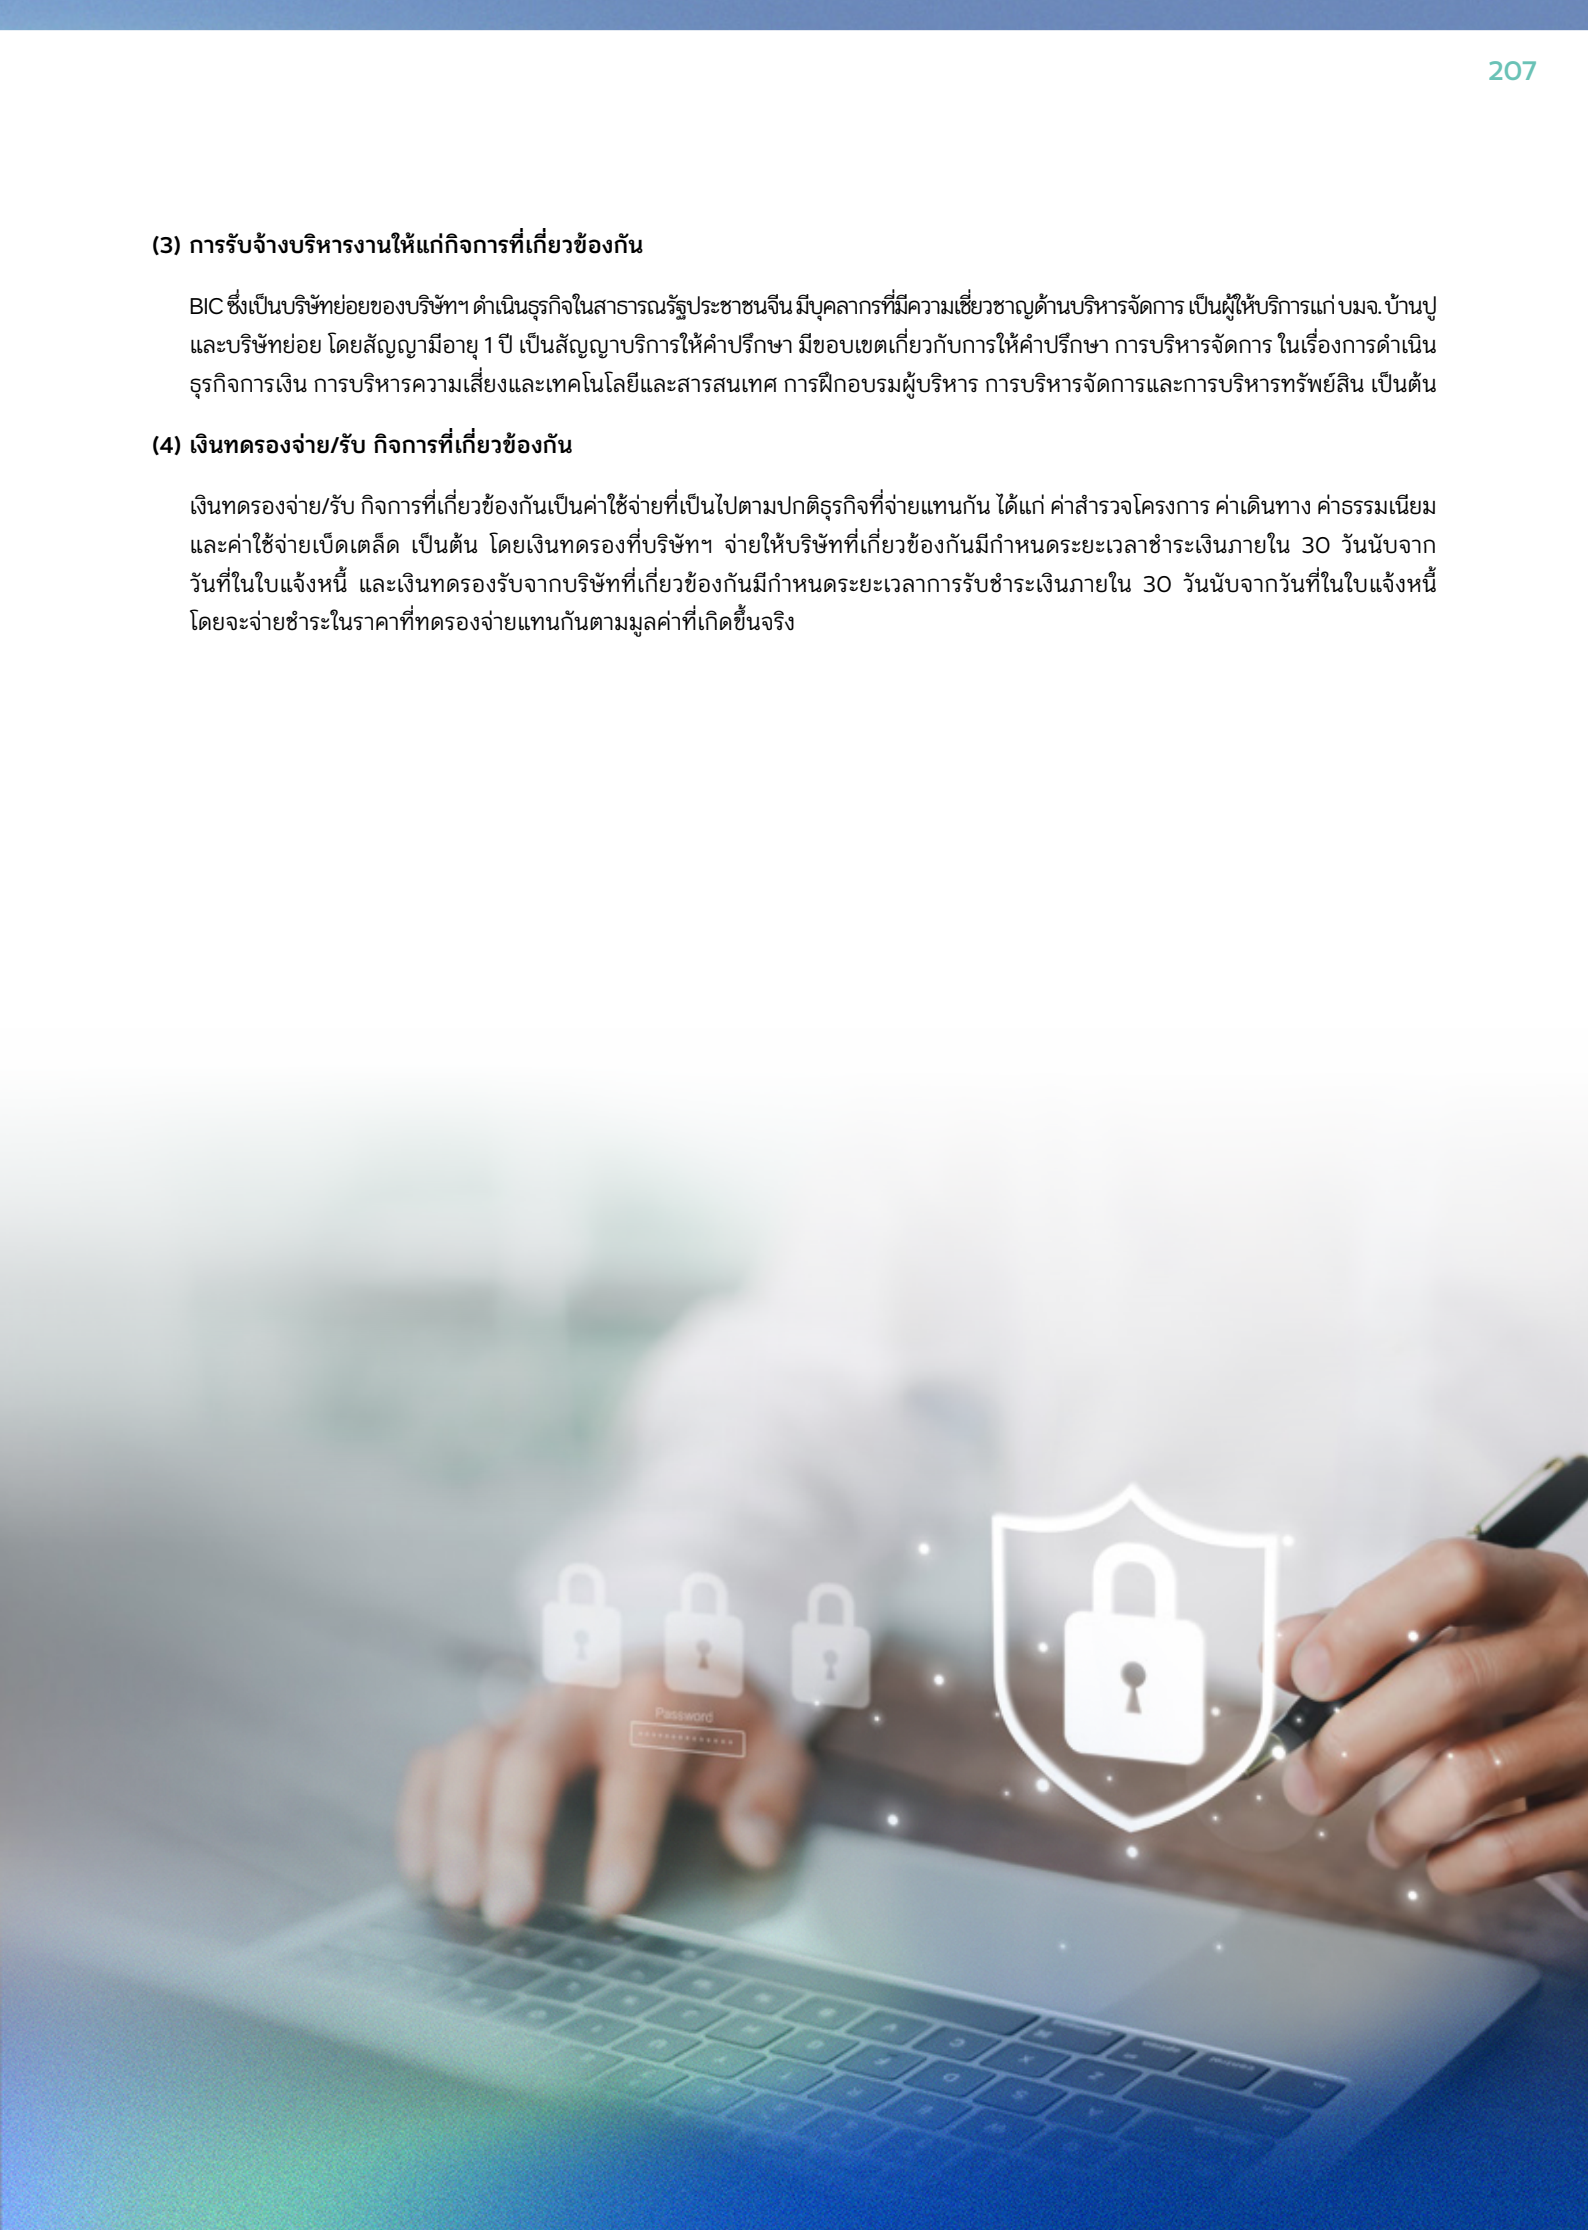 207
(3) การรับจ้างบริหารงานให้แก่กิจการที่เกี่ยวข้องกัน
BIC ซึ่งเป็นบริษัทย่อยของบริษัทฯ ดำเนินธุรกิจในสาธารณรัฐประชาชนจีน มีบุคลากรที่มีความเชี่ยวชาญด้านบริหารจัดการ เป็นผู้ให้บริการแก่ บมจ. บ้านปู
และบริษัทย่อย โดยสัญญามีอายุ 1 ปี เป็นสัญญาบริการให้คำปรึกษา มีขอบเขตเกี่ยวกับการให้คำปรึกษา การบริหารจัดการ ในเรื่องการดำเนิน
ธุรกิจการเงิน การบริหารความเสี่ยงและเทคโนโลยีและสารสนเทศ การฝึกอบรมผู้บริหาร การบริหารจัดการและการบริหารทรัพย์สิน เป็นต้น
(4) เงินทดรองจ่าย/รับ กิจการที่เกี่ยวข้องกัน
เงินทดรองจ่าย/รับ กิจการที่เกี่ยวข้องกันเป็นค่าใช้จ่ายที่เป็นไปตามปกติธุรกิจที่จ่ายแทนกัน ได้แก่ ค่าสำรวจโครงการ ค่าเดินทาง ค่าธรรมเนียม
และค่าใช้จ่ายเบ็ดเตล็ด เป็นต้น โดยเงินทดรองที่บริษัทฯ จ่ายให้บริษัทที่เกี่ยวข้องกันมีกำหนดระยะเวลาชำระเงินภายใน 30 วันนับจาก
วันที่ในใบแจ้งหนี้ และเงินทดรองรับจากบริษัทที่เกี่ยวข้องกันมีกำหนดระยะเวลาการรับชำระเงินภายใน 30 วันนับจากวันที่ในใบแจ้งหนี้
โดยจะจ่ายชำระในราคาที่ทดรองจ่ายแทนกันตามมูลค่าที่เกิดขึ้นจริง
Password